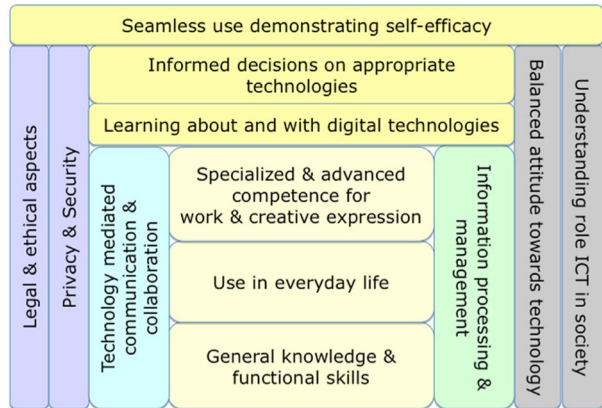 Seamless use demonstrating self-efficacy
Informed decisions on appropriate
technologies
Learning about and with digital technologies
Legal & ethical aspects
Privacy & Security
Technology mediated
communication &
collaboration
Specialized & advanced
competence for
work & creative expression
Use in everyday life
General knowledge &
functional skills
Information processing &
management
Balanced attitude towards technology
Understanding role ICT in society